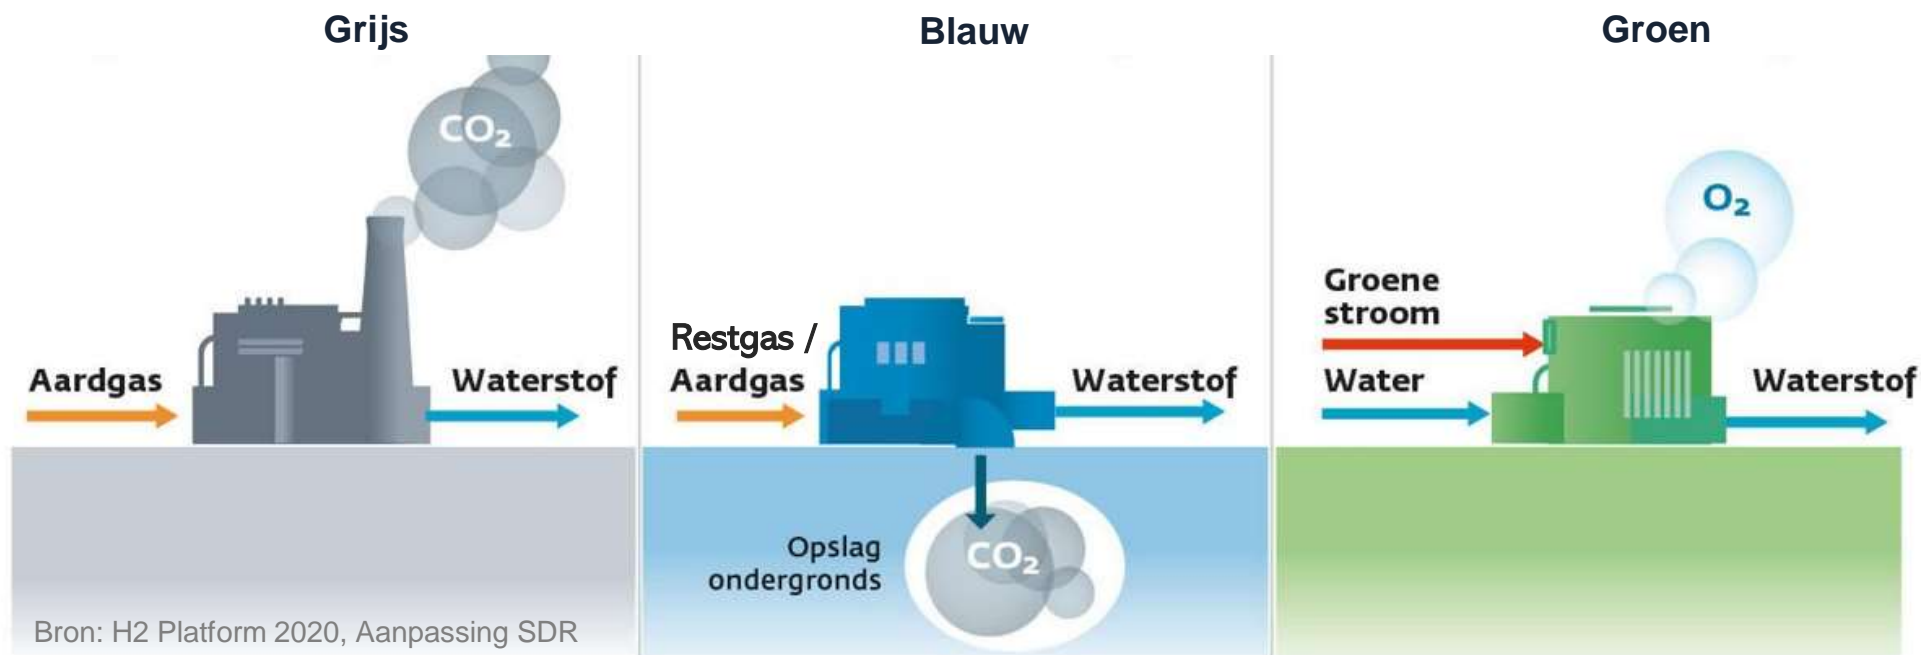 Grijs
CO₂
Aardgas
Waterstof
Bron: H2 Platform 2020, Aanpassing SDR
Blauw
Restgas /
Aardgas
Waterstof
Opslag
ondergronds
CO₂
Groen
O₂
Groene
stroom
Water
Waterstof